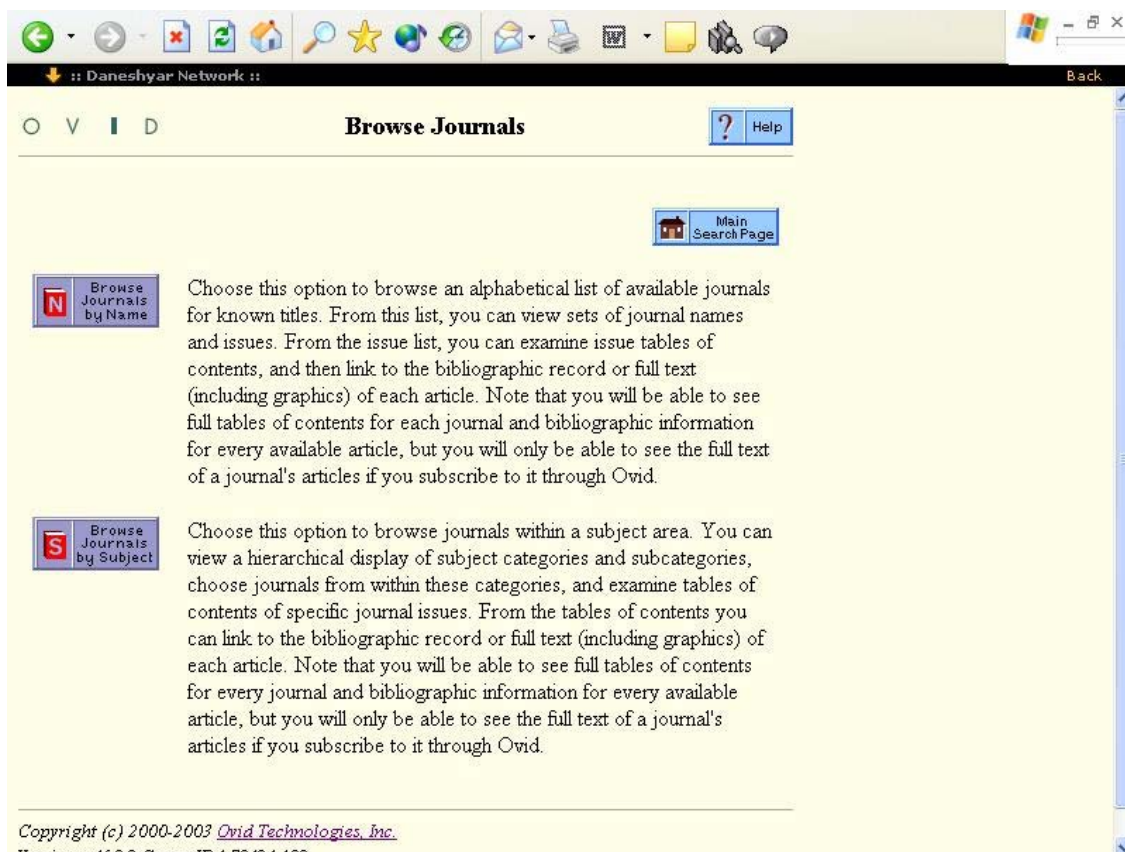 :: Daneshyar Network ::
Back
O V I D
Browse Journals
? Help
Main
Search Page
N Browse
Journals
by Name
Choose this option to browse an alphabetical list of available journals
for known titles. From this list, you can view sets of journal names
and issues. From the issue list, you can examine issue tables of
contents, and then link to the bibliographic record or full text
(including graphics) of each article. Note that you will be able to see
full tables of contents for each journal and bibliographic information
for every available article, but you will only be able to see the full text
of a journal's articles if you subscribe to it through Ovid.
S Browse
Journals
by Subject
Choose this option to browse journals within a subject area. You can
view a hierarchical display of subject categories and subcategories,
choose journals from within these categories, and examine tables of
contents of specific journal issues. From the tables of contents you
can link to the bibliographic record or full text (including graphics) of
each article. Note that you will be able to see full tables of contents
for every journal and bibliographic information for every available
article, but you will only be able to see the full text of a journal's
articles if you subscribe to it through Ovid.
Copyright (c) 2000-2003 Ovid Technologies, Inc.